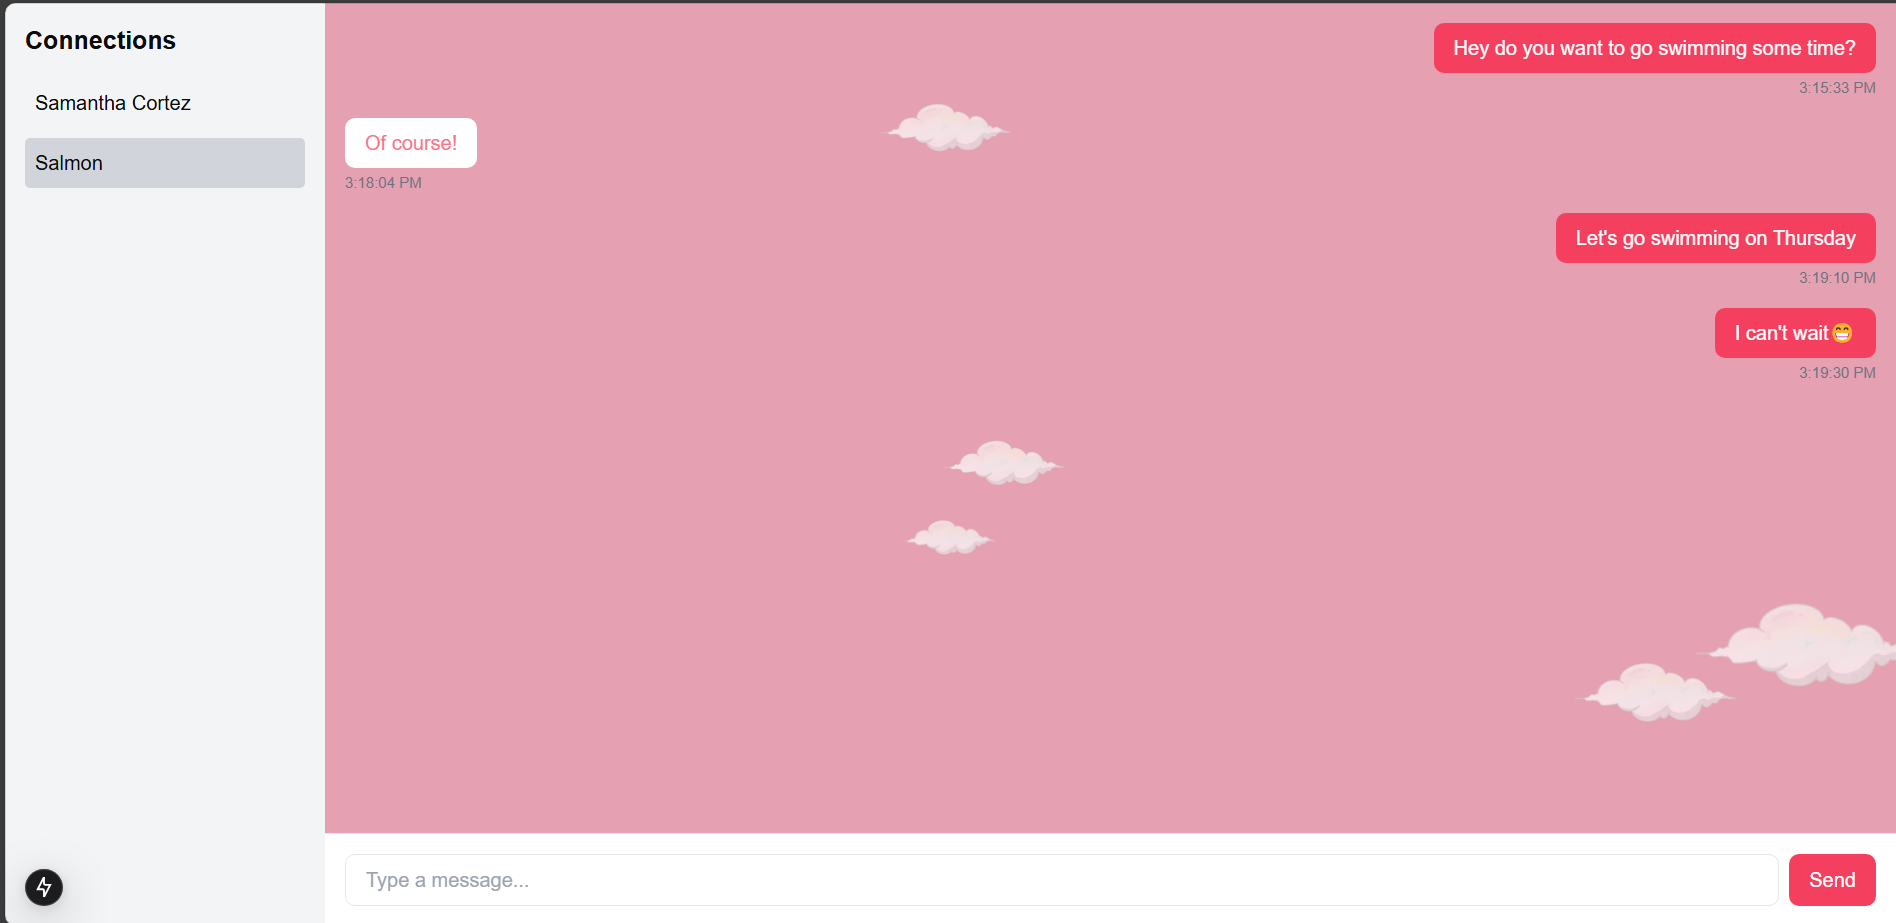 Connections
Samantha Cortez
Salmon
Hey do you want to go swimming some time?
3:15:33 PM
Of course!
3:18:04 PM
Let's go swimming on Thursday
3:19:10 PM
I can't wait😁
3:19:30 PM
Type a message...
Send